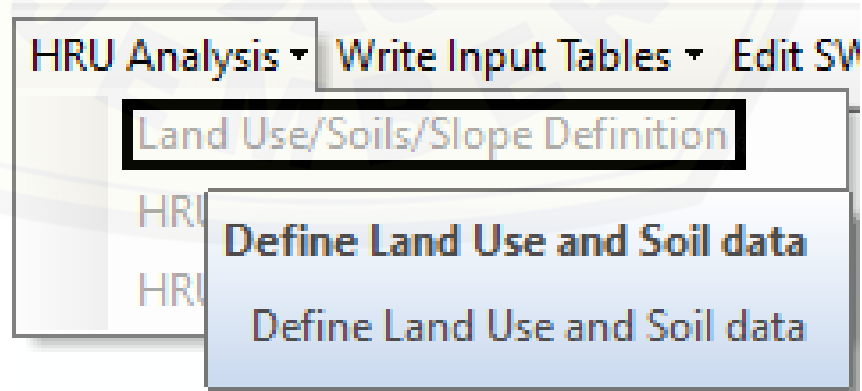 HRU Analysis Write Input Tables Edit SW
Land Use/Soils/Slope Definition
HRU
Define Land Use and Soil data
HRU
Define Land Use and Soil data